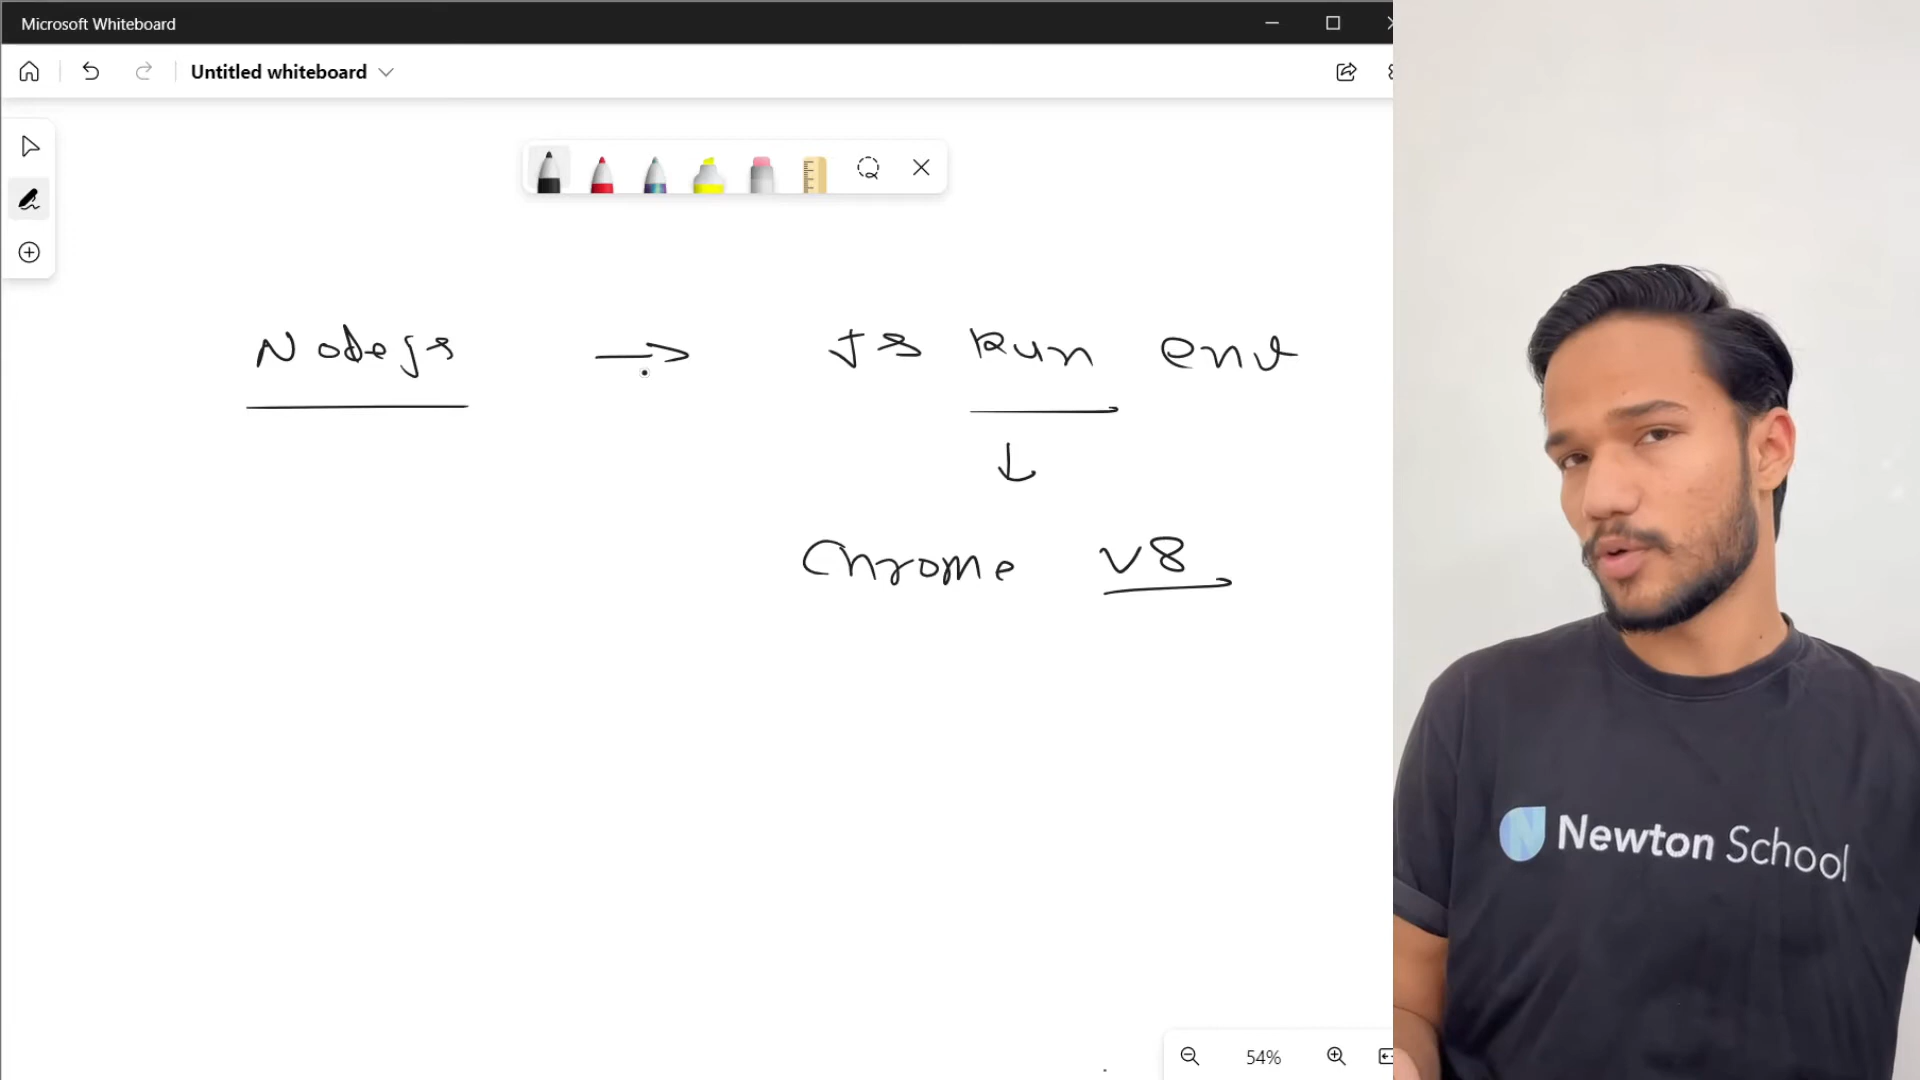 Microsoft Whiteboard
Untitled whiteboard
Nodejs → JS Run env
↓
Chrome v8
N Newton School
54%